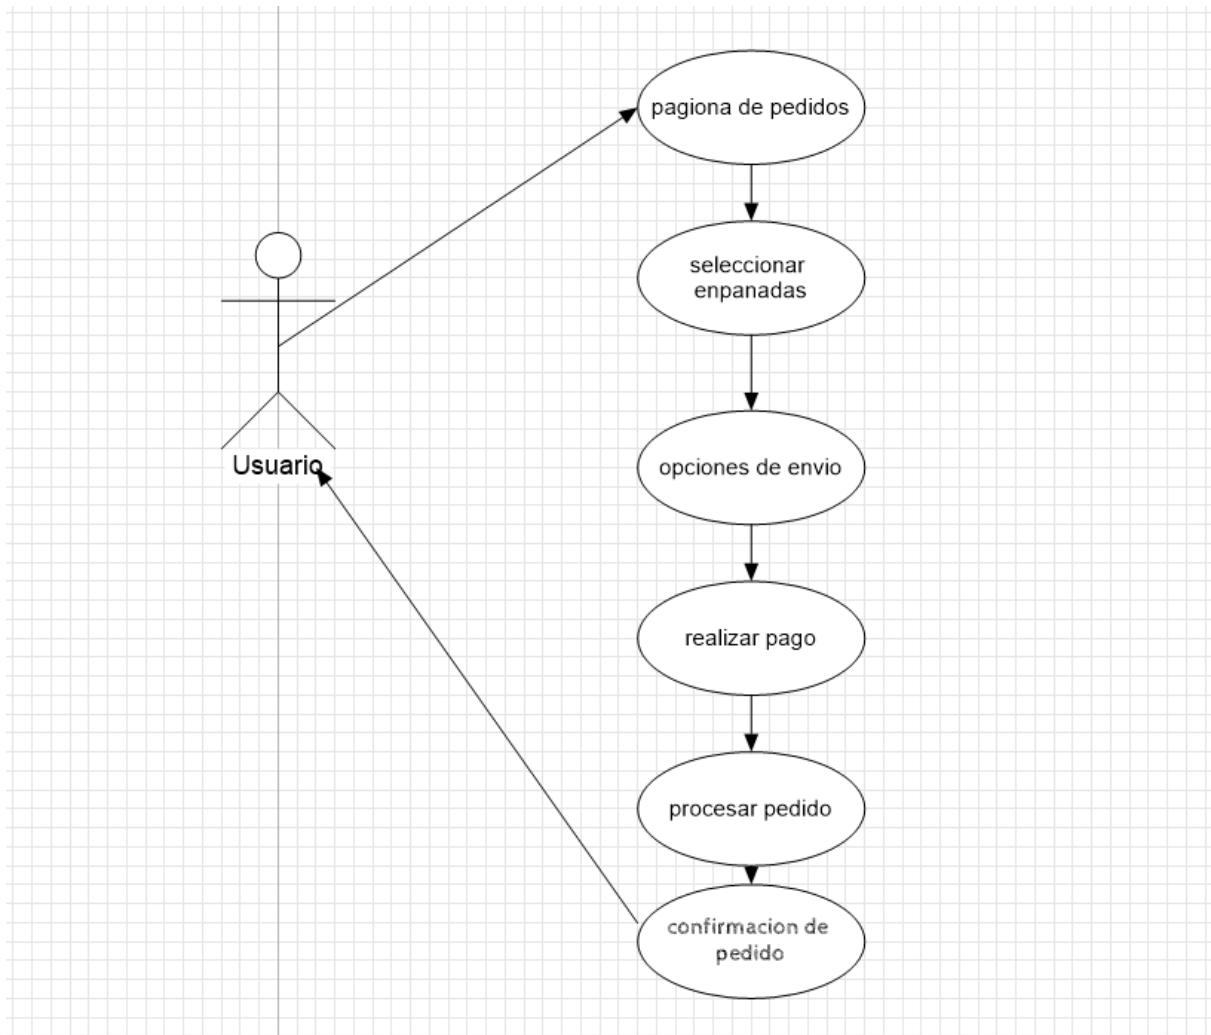 pagiona de pedidos
seleccionar
enpanadas
Usuario
opciones de envio
realizar pago
procesar pedido
confirmacion de
pedido